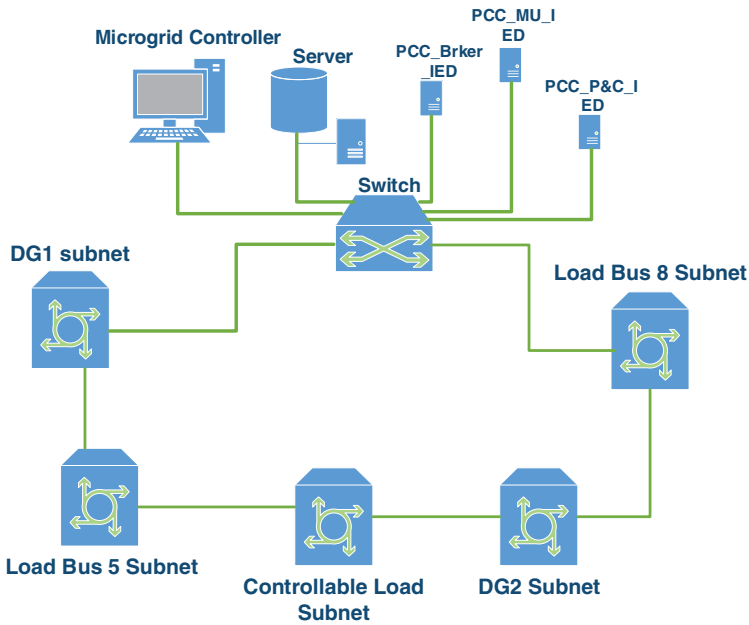 PCC_MU_I
ED
Microgrid Controller
Server
PCC_Brker
_IED
PCC_P&C_I
ED
Switch
DG1 subnet
Load Bus 8 Subnet
Load Bus 5 Subnet
Controllable Load
Subnet
DG2 Subnet